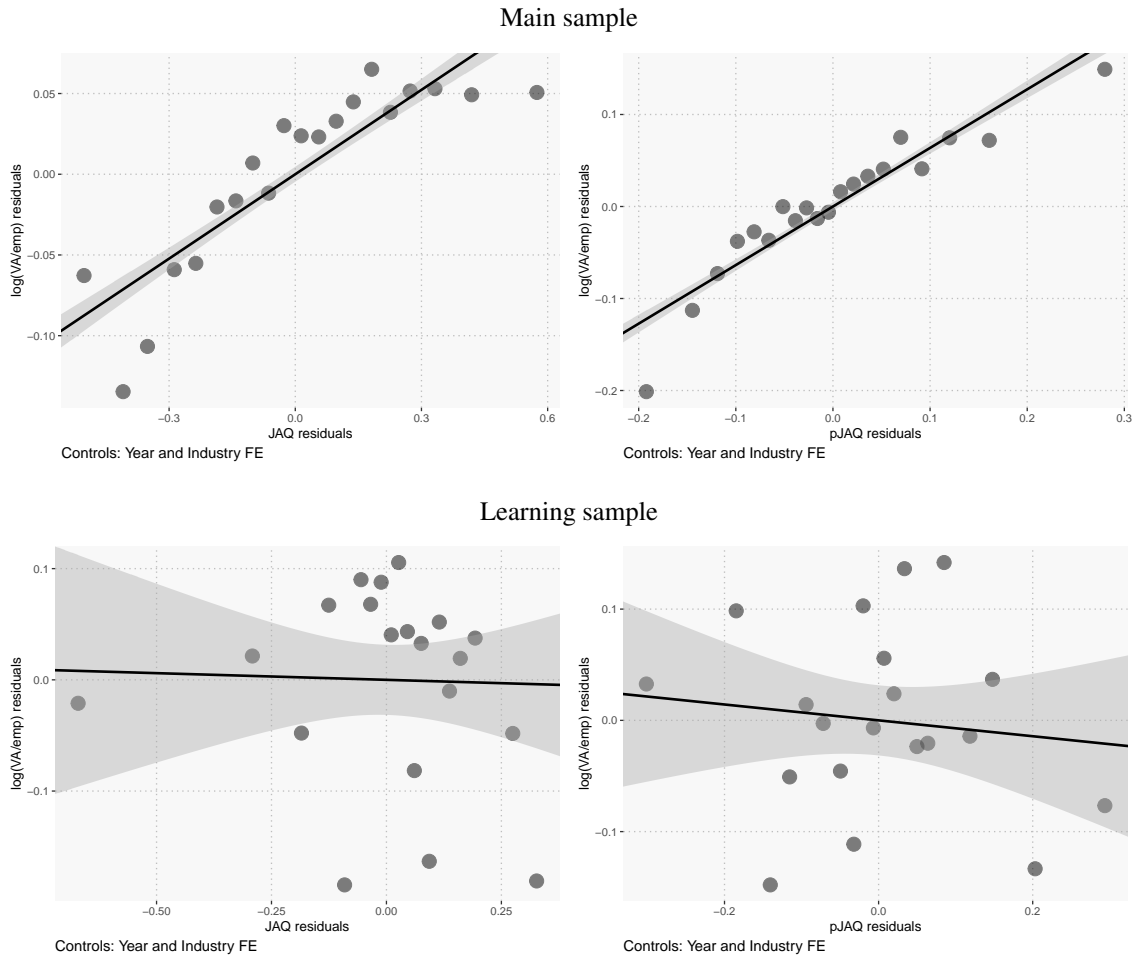 Main sample
log(VA/emp) residuals
0.05
0.00
−0.05
−0.10
−0.3
0.0
0.3
0.6
JAQ residuals
Controls: Year and Industry FE
log(VA/emp) residuals
0.1
0.0
−0.1
−0.2
−0.2
−0.1
0.0
0.1
0.2
0.3
pJAQ residuals
Controls: Year and Industry FE
Learning sample
log(VA/emp) residuals
0.1
0.0
−0.1
−0.50
−0.25
0.00
0.25
JAQ residuals
Controls: Year and Industry FE
log(VA/emp) residuals
0.1
0.0
−0.1
−0.2
0.0
0.2
pJAQ residuals
Controls: Year and Industry FE